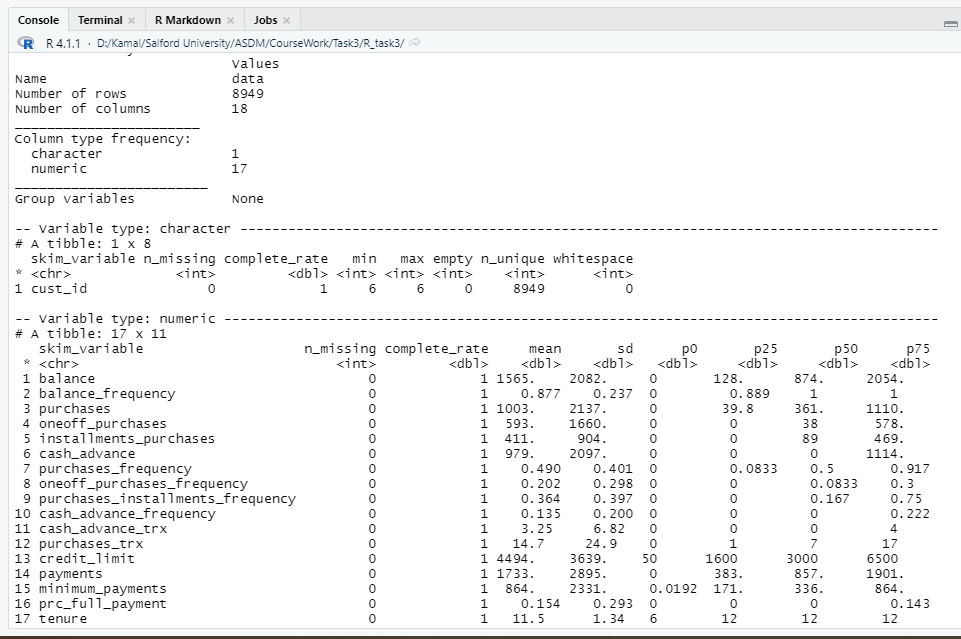 Console Terminal × R Markdown × Jobs ×
R R 4.1.1 · D:/Kamal/Salford University/ASDM/CourseWork/Task3/R_task3/
Values
Name data
Number of rows 8949
Number of columns 18
_______________________
Column type frequency:
character 1
numeric 17
________________________
Group variables None
-- Variable type: character ---------------------------------------------------------------------------------------
# A tibble: 1 x 8
skim_variable n_missing complete_rate min max empty n_unique whitespace
* <chr> <int> <dbl> <int> <int> <int> <int> <int>
1 cust_id 0 1 6 6 0 8949 0
-- Variable type: numeric -----------------------------------------------------------------------------------------
# A tibble: 17 x 11
skim_variable n_missing complete_rate mean sd p0 p25 p50 p75
* <chr> <int> <dbl> <dbl> <dbl> <dbl> <dbl> <dbl> <dbl>
1 balance 0 1 1565. 2082. 0 128. 874. 2054.
2 balance_frequency 0 1 0.877 0.237 0 0.889 1 1
3 purchases 0 1 1003. 2137. 0 39.8 361. 1110.
4 oneoff_purchases 0 1 593. 1660. 0 0 38 578.
5 installments_purchases 0 1 411. 904. 0 0 89 469.
6 cash_advance 0 1 979. 2097. 0 0 0 1114.
7 purchases_frequency 0 1 0.490 0.401 0 0.0833 0.5 0.917
8 oneoff_purchases_frequency 0 1 0.202 0.298 0 0 0.0833 0.3
9 purchases_installments_frequency 0 1 0.364 0.397 0 0 0.167 0.75
10 cash_advance_frequency 0 1 0.135 0.200 0 0 0 0.222
11 cash_advance_trx 0 1 3.25 6.82 0 0 0 4
12 purchases_trx 0 1 14.7 24.9 0 1 7 17
13 credit_limit 0 1 4494. 3639. 50 1600 3000 6500
14 payments 0 1 1733. 2895. 0 383. 857. 1901.
15 minimum_payments 0 1 864. 2331. 0.0192 171. 336. 864.
16 prc_full_payment 0 1 0.154 0.293 0 0 0 0.143
17 tenure 0 1 11.5 1.34 6 12 12 12